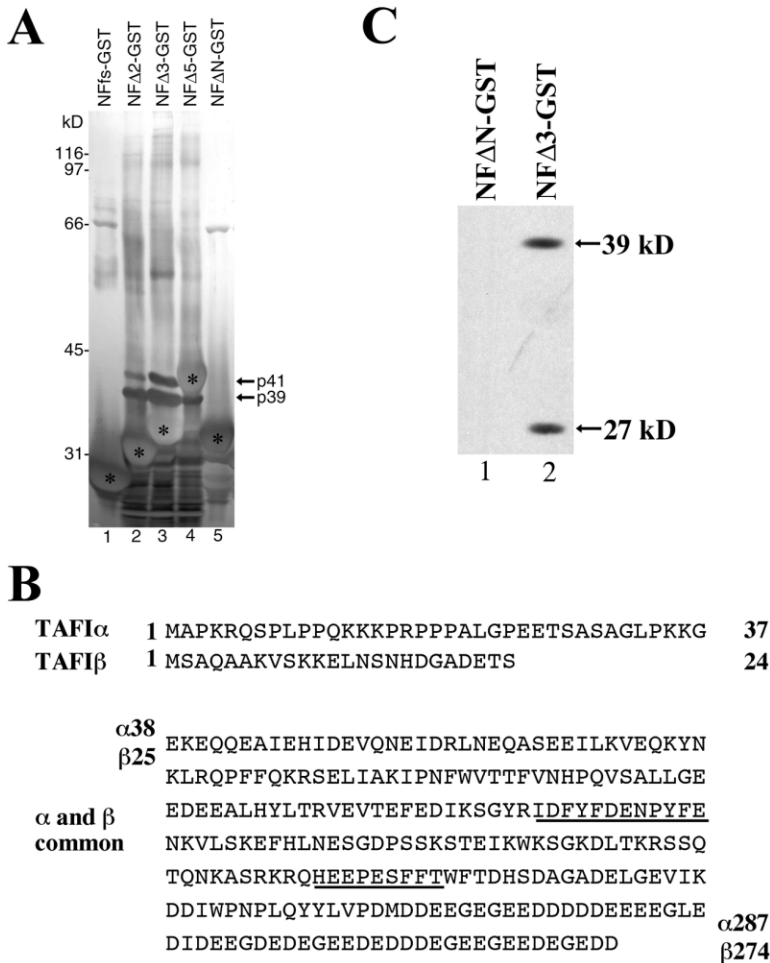 A
NFfs-GST
NFΔ2-GST
NFΔ3-GST
NFΔ5-GST
NFΔN-GST
kD
116-
97-
66-
45-
31-
p41
p39
* * * * *
1 2 3 4 5
C
NFΔN-GST
NFΔ3-GST
39 kD
27 kD
1 2
B
TAFIα 1 MAPKRQSPLPPQKKKPRPPPALGPEETSASAGLPKKG 37
TAFIβ 1 MSAQAAKVSKKELNSNHDGADETS 24
α38
β25
EKEQQEAIEHIDEVQNEIDRLNEQASEEILKVEQKYN
KLRQPFFQKRSELIAKIPNFWVTTFVNHPQVSALLGE
EDEEALHYLTRVEVTEFEDIKSGYRIDFYFDENPYFE
α and β
common
NKVLSKEFHLNESGDPSSKSTEIKWKSGKDLTKRSSQ
TQNKASRKRQHEEPESFFTWFTDHSDAGADELGEVIK
DDIWPNPLQYYLVPDMDDEEGEGEEDDDDDEEEEGLE
DIDEEGDEDEGEEDEDDDEGEEGEEDEGEDD
α287
β274